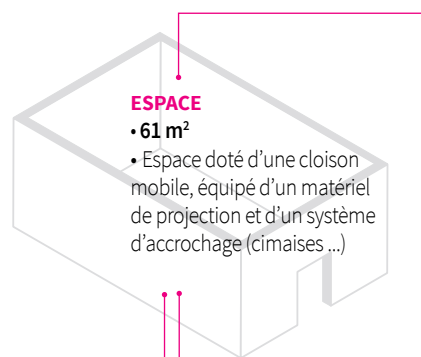 ESPACE
• 61 m²
• Espace doté d’une cloison
mobile, équipé d’un matériel
de projection et d’un système
d’accrochage (cimaises ...)